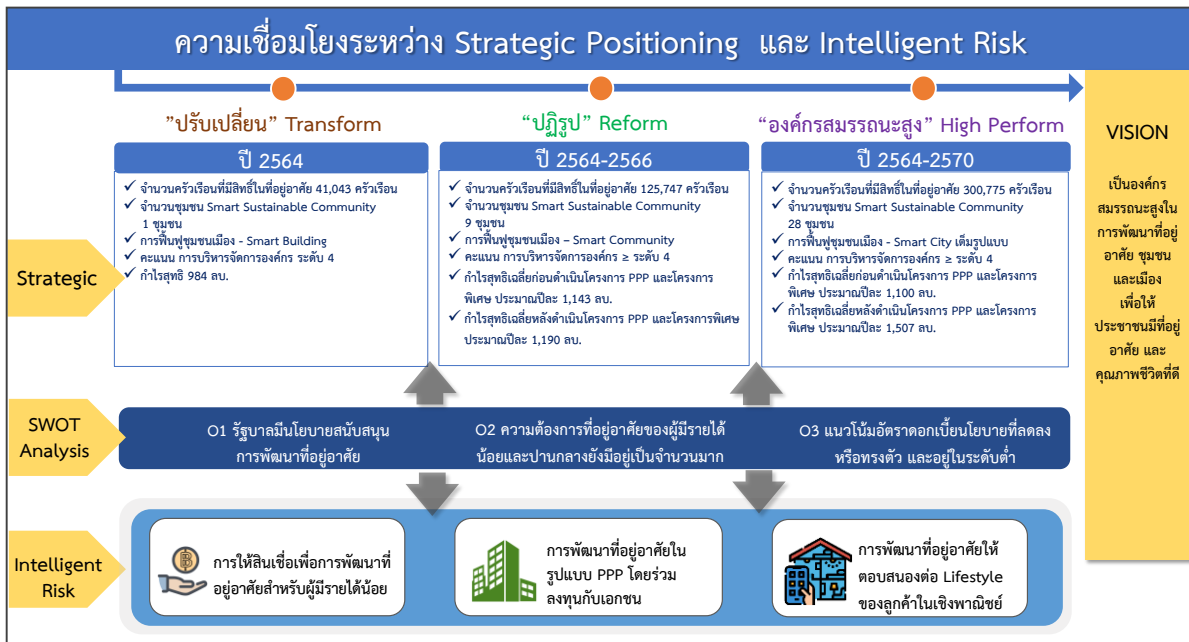 ความเชื่อมโยงระหว่าง Strategic Positioning และ Intelligent Risk
”ปรับเปลี่ยน” Transform
ปี 2564
✓ จำนวนครัวเรือนที่มีสิทธิ์ในที่อยู่อาศัย 41,043 ครัวเรือน
✓ จำนวนชุมชน Smart Sustainable Community
1 ชุมชน
✓ การฟื้นฟูชุมชนเมือง - Smart Building
✓ คะแนน การบริหารจัดการองค์กร ระดับ 4
✓ กำไรสุทธิ 984 ลบ.
“ปฏิรูป” Reform
ปี 2564-2566
✓ จำนวนครัวเรือนที่มีสิทธิ์ในที่อยู่อาศัย 125,747 ครัวเรือน
✓ จำนวนชุมชน Smart Sustainable Community
9 ชุมชน
✓ การฟื้นฟูชุมชนเมือง – Smart Community
✓ คะแนน การบริหารจัดการองค์กร ≥ ระดับ 4
✓ กำไรสุทธิเฉลี่ยก่อนดำเนินโครงการ PPP และโครงการ
พิเศษ ประมาณปีละ 1,143 ลบ.
✓ กำไรสุทธิเฉลี่ยหลังดำเนินโครงการ PPP และโครงการพิเศษ
ประมาณปีละ 1,190 ลบ.
“องค์กรสมรรถนะสูง” High Perform
ปี 2564-2570
✓ จำนวนครัวเรือนที่มีสิทธิ์ในที่อยู่อาศัย 300,775 ครัวเรือน
✓ จำนวนชุมชน Smart Sustainable Community
28 ชุมชน
✓ การฟื้นฟูชุมชนเมือง - Smart City เต็มรูปแบบ
✓ คะแนน การบริหารจัดการองค์กร ≥ ระดับ 4
✓ กำไรสุทธิเฉลี่ยก่อนดำเนินโครงการ PPP และโครงการ
พิเศษ ประมาณปีละ 1,100 ลบ.
✓ กำไรสุทธิเฉลี่ยหลังดำเนินโครงการ PPP และโครงการ
พิเศษ ประมาณปีละ 1,507 ลบ.
VISION
เป็นองค์กร
สมรรถนะสูงใน
การพัฒนาที่อยู่
อาศัย ชุมชน
และเมือง
เพื่อให้
ประชาชนมีที่อยู่
อาศัย และ
คุณภาพชีวิตที่ดี
Strategic
SWOT
Analysis
O1 รัฐบาลมีนโยบายสนับสนุน
การพัฒนาที่อยู่อาศัย
O2 ความต้องการที่อยู่อาศัยของผู้มีรายได้
น้อยและปานกลางยังมีอยู่เป็นจำนวนมาก
O3 แนวโน้มอัตราดอกเบี้ยนโยบายที่ลดลง
หรือทรงตัว และอยู่ในระดับต่ำ
Intelligent
Risk
การให้สินเชื่อเพื่อการพัฒนาที่
อยู่อาศัยสำหรับผู้มีรายได้น้อย
การพัฒนาที่อยู่อาศัยใน
รูปแบบ PPP โดยร่วม
ลงทุนกับเอกชน
การพัฒนาที่อยู่อาศัยให้
ตอบสนองต่อ Lifestyle
ของลูกค้าในเชิงพาณิชย์